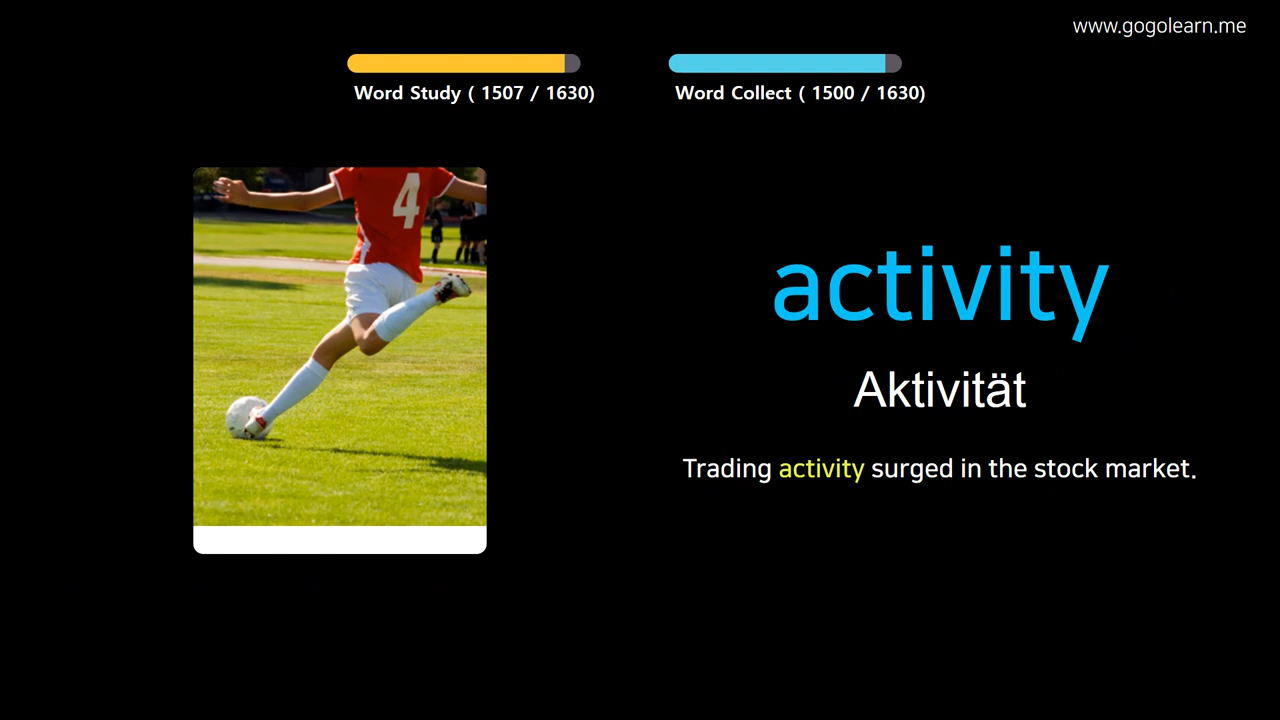 www.gogolearn.me
Word Study ( 1507 / 1630)
Word Collect ( 1500 / 1630)
4
activity
Aktivität
Trading activity surged in the stock market.